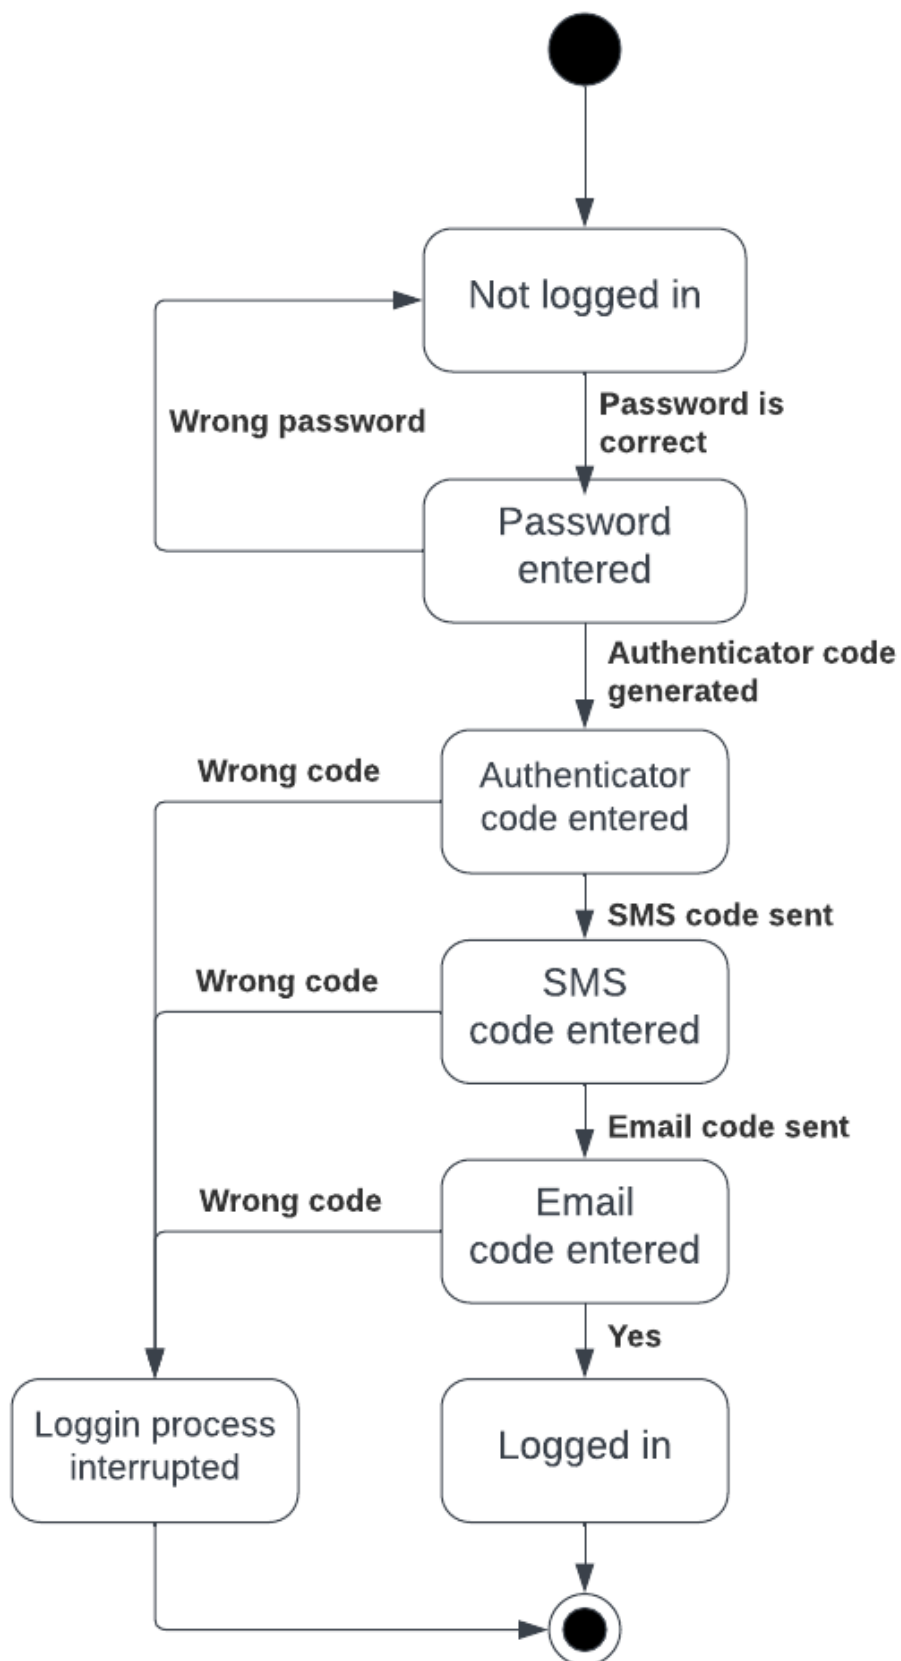 Not logged in
Password is
correct
Wrong password
Password
entered
Authenticator code
generated
Wrong code
Authenticator
code entered
SMS code sent
Wrong code
SMS
code entered
Email code sent
Wrong code
Email
code entered
Yes
Loggin process
interrupted
Logged in